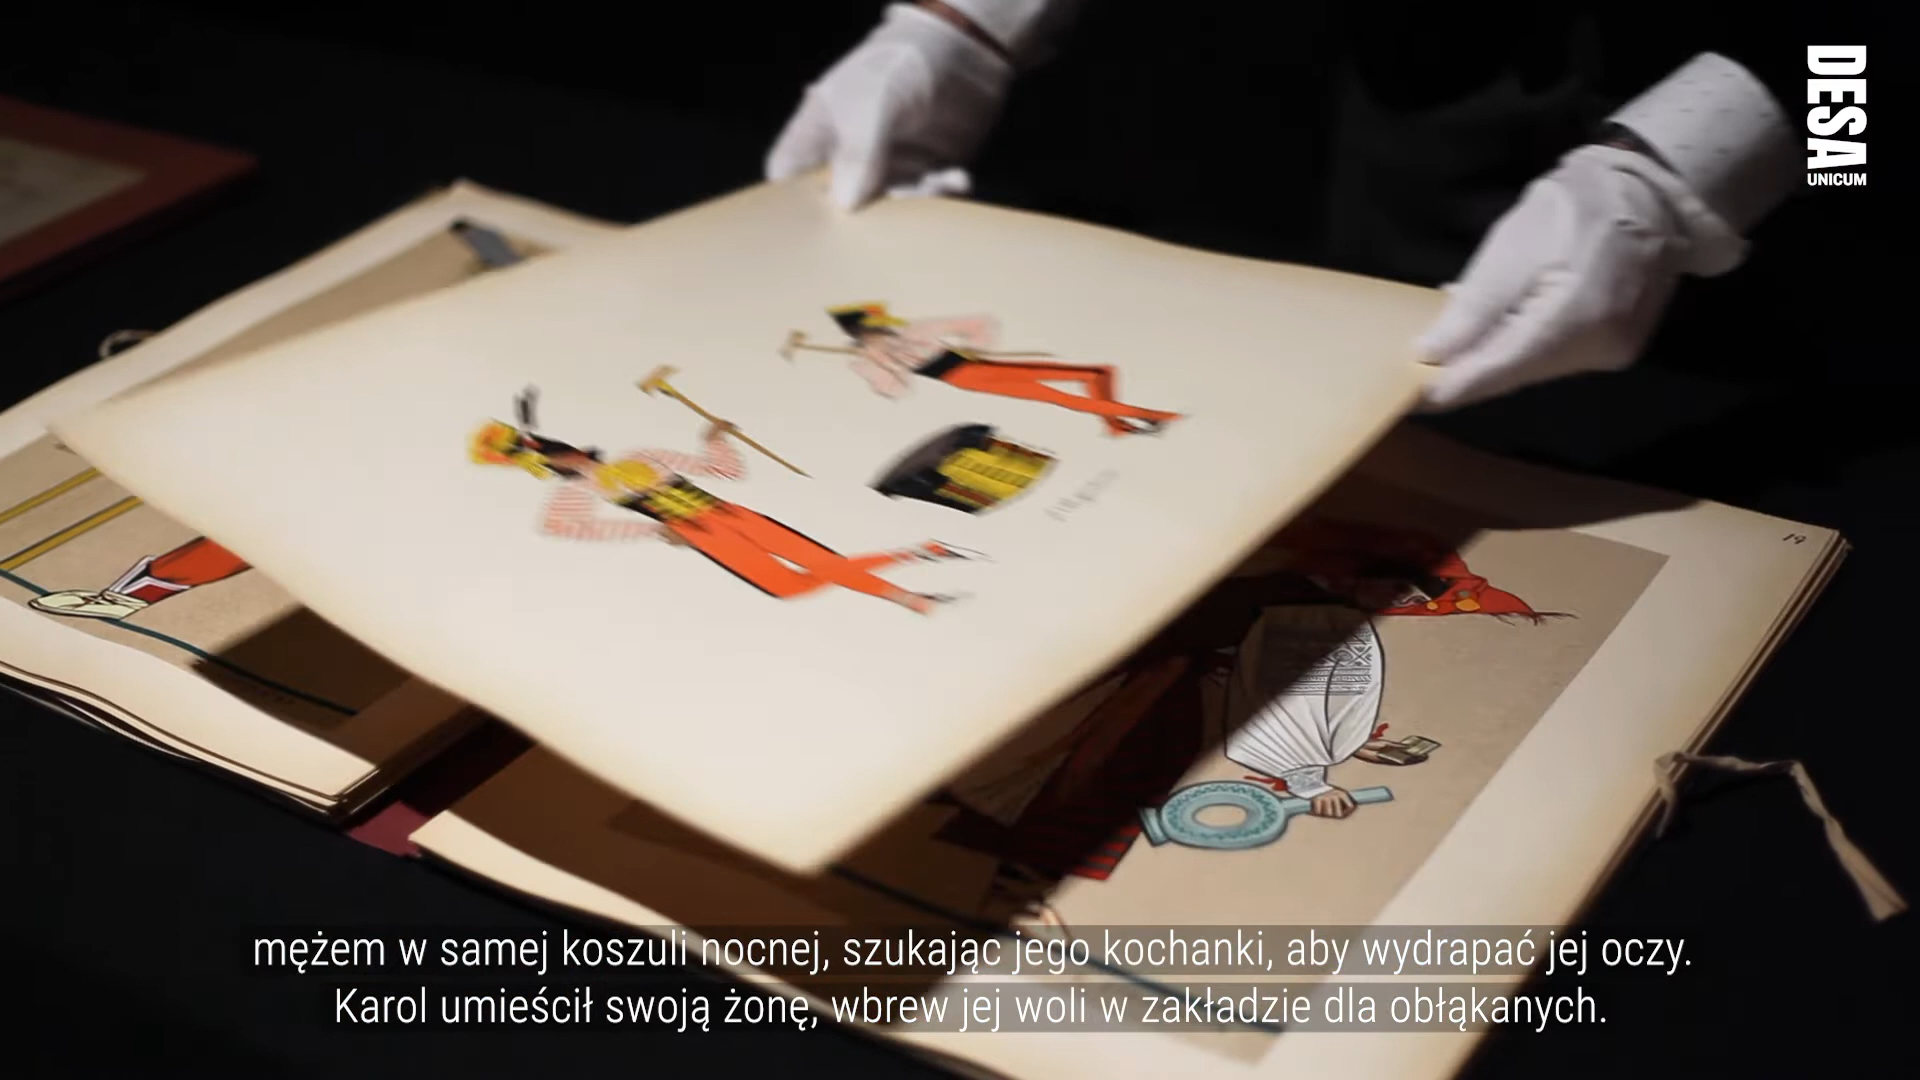 DESA
UNICUM
19
mężem w samej koszuli nocnej, szukając jego kochanki, aby wydrapać jej oczy.
Karol umieścił swoją żonę, wbrew jej woli w zakładzie dla obłąkanych.